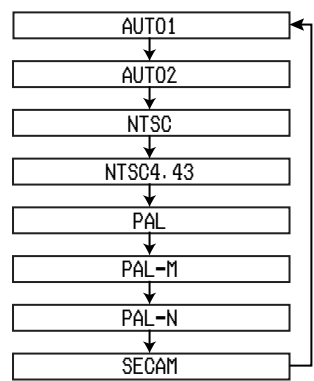 AUTO1
AUTO2
NTSC
NTSC4.43
PAL
PAL-M
PAL-N
SECAM